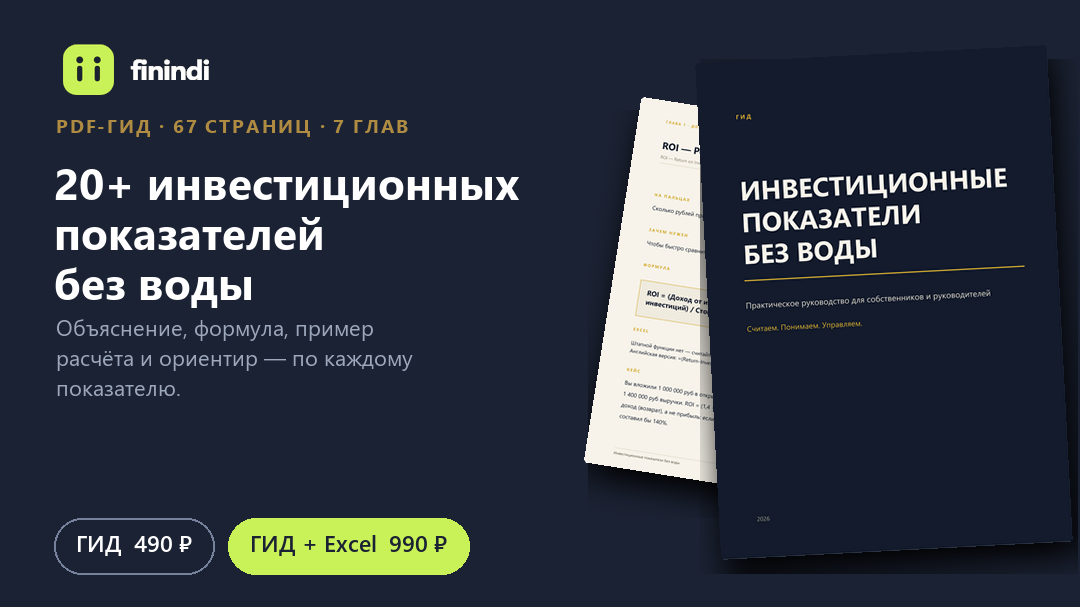 finindi
PDF-ГИД · 67 СТРАНИЦ · 7 ГЛАВ
20+ инвестиционных
показателей
без воды
Объяснение, формула, пример
расчёта и ориентир — по каждому
показателю.
ГИД 490 ₽
ГИД + Excel 990 ₽
ROI — P
НА ПАЛЬЦАХ
Сколько рублей
ЗАЧЕМ НУЖЕН
Чтобы быстро
ФОРМУЛА
ROI = (Доход от и
инвестиций) / Сто
EXCEL
Штатной функции нет — считай
Английская версия:
КЕЙС
Вы вложили 1 000 000 руб в
1 400 000 руб выручки. ROI = (1,4
доход (возврат), а не прибыль:
составил бы 140%.
Инвестиционные показатели без воды
ГИД
ИНВЕСТИЦИОННЫЕ
ПОКАЗАТЕЛИ
БЕЗ ВОДЫ
Практическое руководство для собственников и руководителей
Считаем. Понимаем. Управляем.
2026